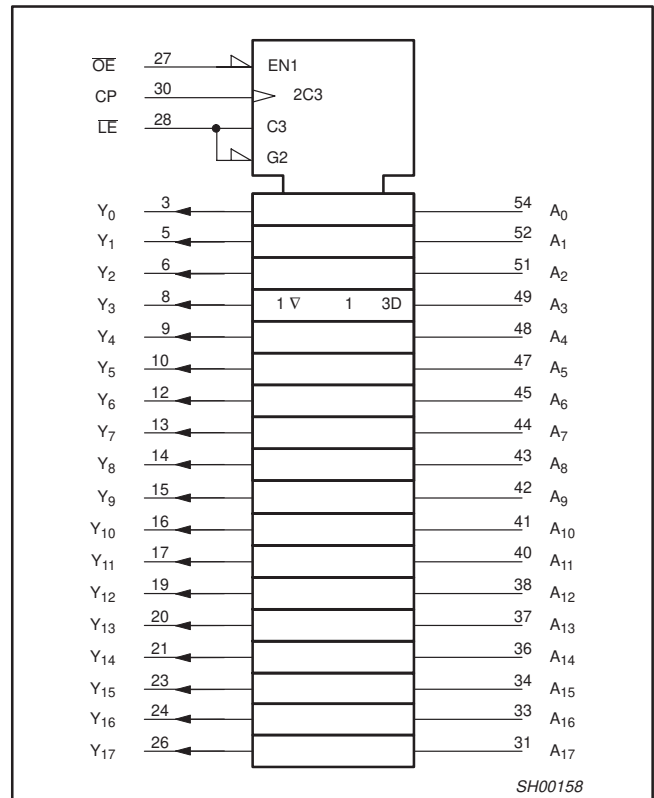 O̅E̅ 27 EN1
CP 30 2C3
L̅E̅ 28 C3
G2
Y₀ 3 54 A₀
Y₁ 5 52 A₁
Y₂ 6 51 A₂
Y₃ 8 1 ∇ 1 3D 49 A₃
Y₄ 9 48 A₄
Y₅ 10 47 A₅
Y₆ 12 45 A₆
Y₇ 13 44 A₇
Y₈ 14 43 A₈
Y₉ 15 42 A₉
Y₁₀ 16 41 A₁₀
Y₁₁ 17 40 A₁₁
Y₁₂ 19 38 A₁₂
Y₁₃ 20 37 A₁₃
Y₁₄ 21 36 A₁₄
Y₁₅ 23 34 A₁₅
Y₁₆ 24 33 A₁₆
Y₁₇ 26 31 A₁₇
SH00158